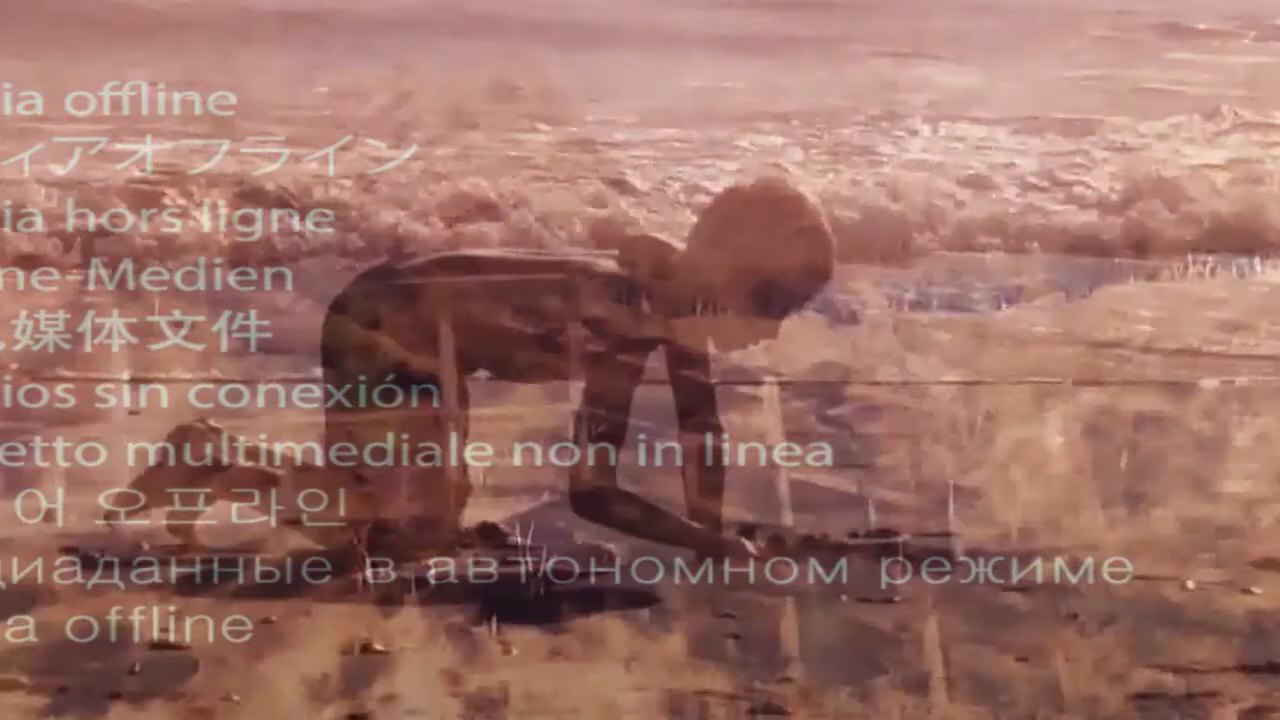 ia offline
ィアオフライン
ia hors ligne
ne-Medien
媒体文件
ios sin conexión
etto multimediale non in linea
어 오프라인
диаданные в автономном режиме
a offline